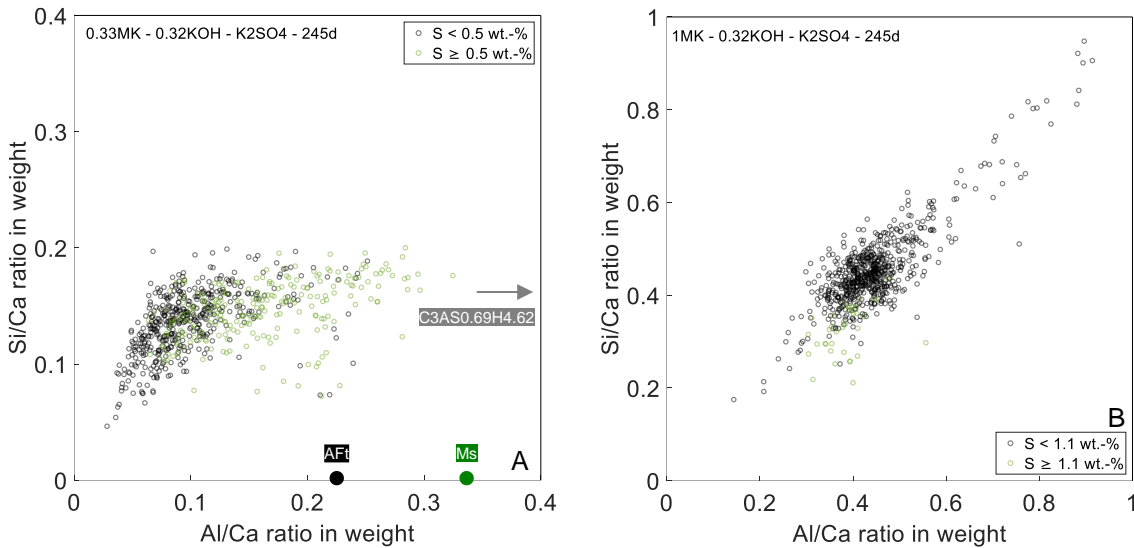 0.33MK - 0.32KOH - K2SO4 - 245d
S < 0.5 wt.-%
S ≥ 0.5 wt.-%
0.4
0.3
0.2
0.1
0
Si/Ca ratio in weight
C3AS0.69H4.62
AFt
Ms
A
0
0.1
0.2
0.3
0.4
Al/Ca ratio in weight
1MK - 0.32KOH - K2SO4 - 245d
1
0.8
0.6
0.4
0.2
0
Si/Ca ratio in weight
B
S < 1.1 wt.-%
S ≥ 1.1 wt.-%
0
0.2
0.4
0.6
0.8
1
Al/Ca ratio in weight